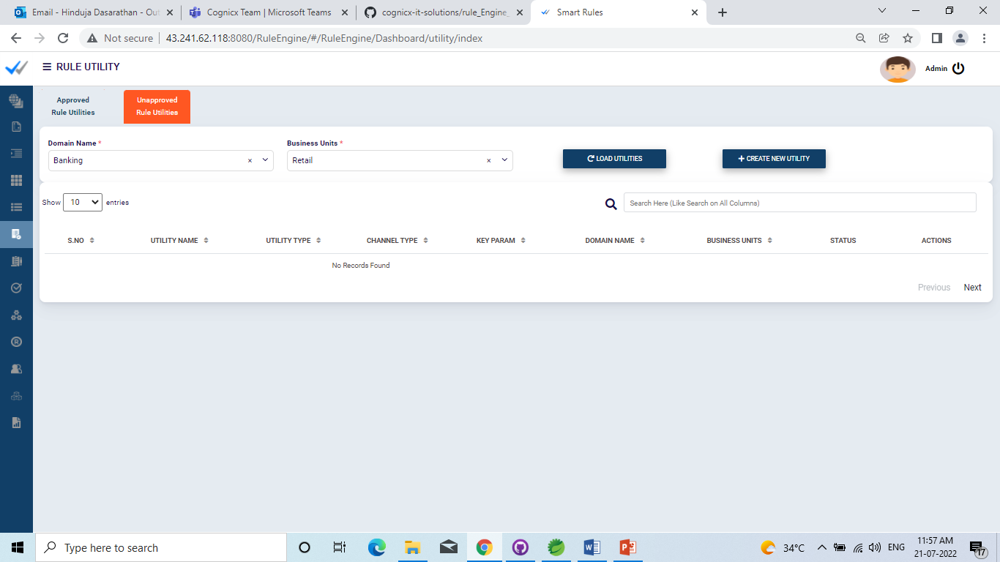 Email - Hinduja Dasarathan - Out
Cognicx Team | Microsoft Teams
cognicx-it-solutions/rule_Engine_
Smart Rules
Not secure | 43.241.62.118:8080/RuleEngine/#/RuleEngine/Dashboard/utility/index
RULE UTILITY
Admin
Approved
Rule Utilities
Unapproved
Rule Utilities
Domain Name *
Business Units *
Banking
Retail
LOAD UTILITIES
CREATE NEW UTILITY
Show 10 entries
Search Here (Like Search on All Columns)
S.NO UTILITY NAME UTILITY TYPE CHANNEL TYPE KEY PARAM DOMAIN NAME BUSINESS UNITS STATUS ACTIONS
No Records Found
Previous Next
Type here to search
34°C
ENG
11:57 AM
21-07-2022
17